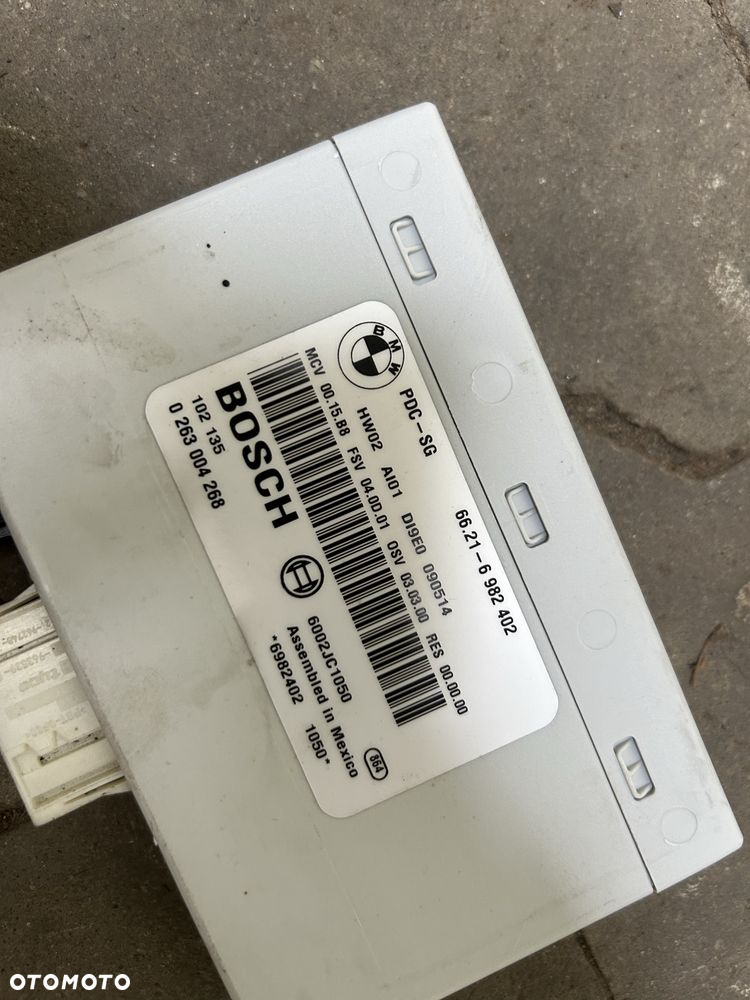 BMW
PDC-SG
66.21-6 982 402
HW02 AI01 DI9E0 090514
MCV 00.15.B8 FSV 04.0D.01 OSV 03.03.00 RES 00.00.00
BOSCH
6002JC1050
864
102 135
Assembled in Mexico
0 263 004 268
*6982402 1050*
OTOMOTO